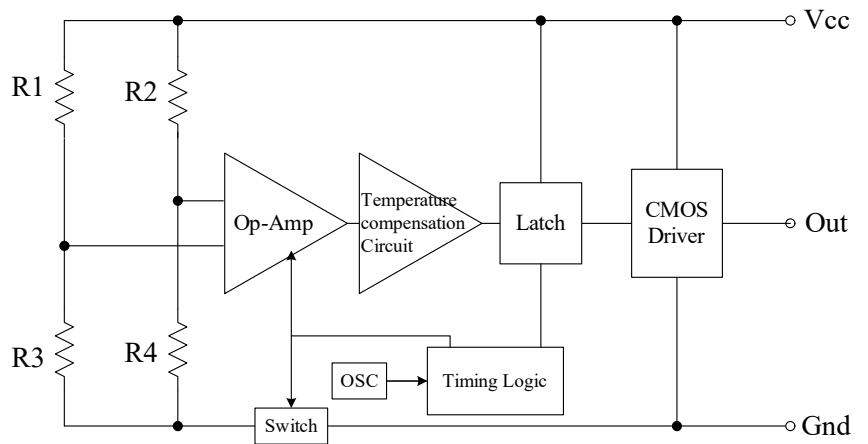 Vcc
R1
R2
Op-Amp
Temperature
compensation
Circuit
Latch
CMOS
Driver
Out
R3
R4
OSC
Timing Logic
Switch
Gnd